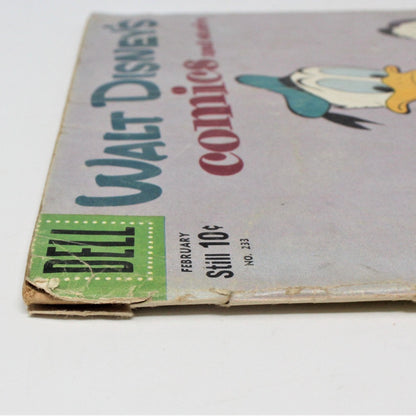 WALT DISNEY'S
comics and stories
DELL
FEBRUARY
Still 10¢
NO. 233